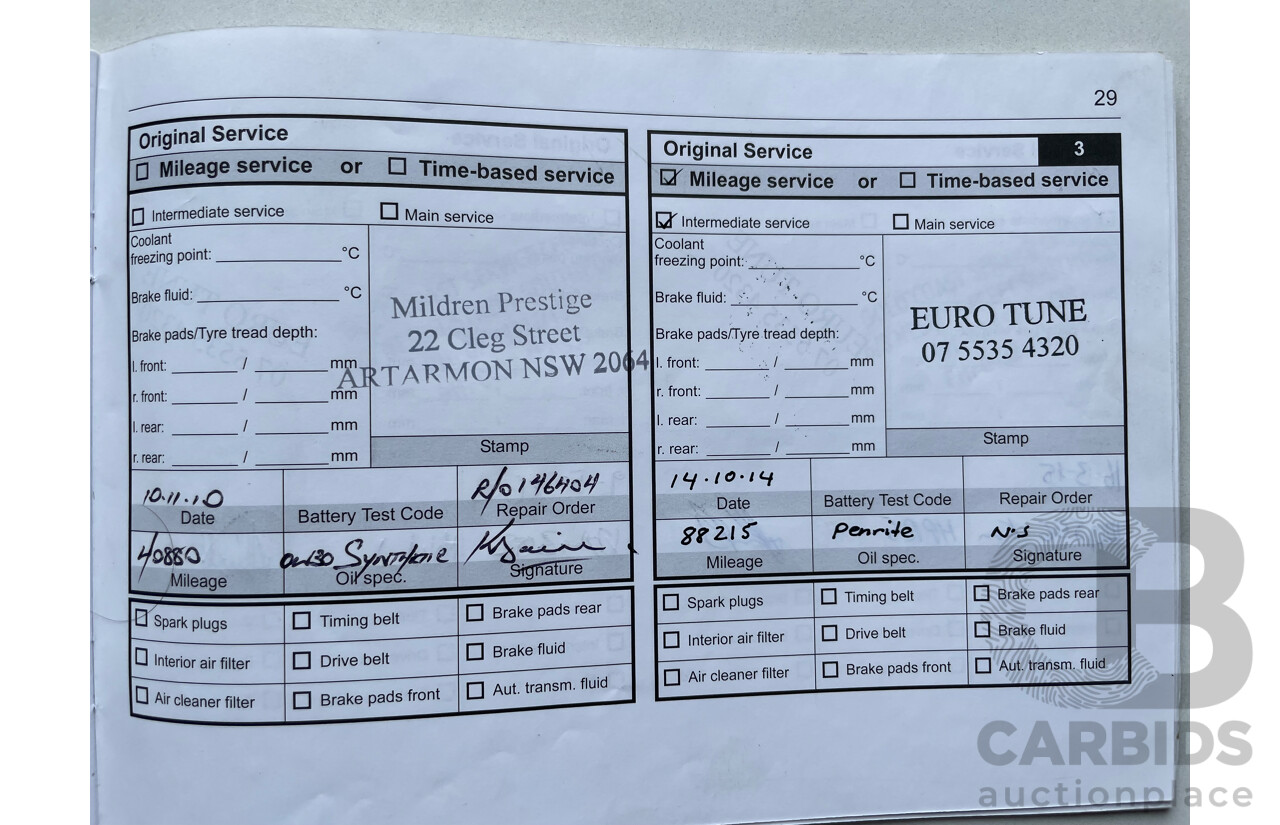 29
Original Service
Mileage service or Time-based service
Intermediate service Main service
Coolant
freezing point: °C
Brake fluid: °C
Brake pads/Tyre tread depth:
l. front: / mm
r. front: / mm
l. rear: / mm
r. rear: / mm
Mildren Prestige
22 Cleg Street
ARTARMON NSW 2064
Stamp
10.11.10 R/O 146404
Date Battery Test Code Repair Order
40880 0W30 SYNTHETIC
Mileage Oil spec. Signature
Spark plugs Timing belt Brake pads rear
Interior air filter Drive belt Brake fluid
Air cleaner filter Brake pads front Aut. transm. fluid
Original Service 3
Mileage service or Time-based service
Intermediate service Main service
Coolant
freezing point: °C
Brake fluid: °C
Brake pads/Tyre tread depth:
l. front: / mm
r. front: / mm
l. rear: / mm
r. rear: / mm
EURO TUNE
07 5535 4320
Stamp
14.10.14
Date Battery Test Code Repair Order
88215 Penrite N.S
Mileage Oil spec. Signature
Spark plugs Timing belt Brake pads rear
Interior air filter Drive belt Brake fluid
Air cleaner filter Brake pads front Aut. transm. fluid
B
CARBIDS
auctionplace